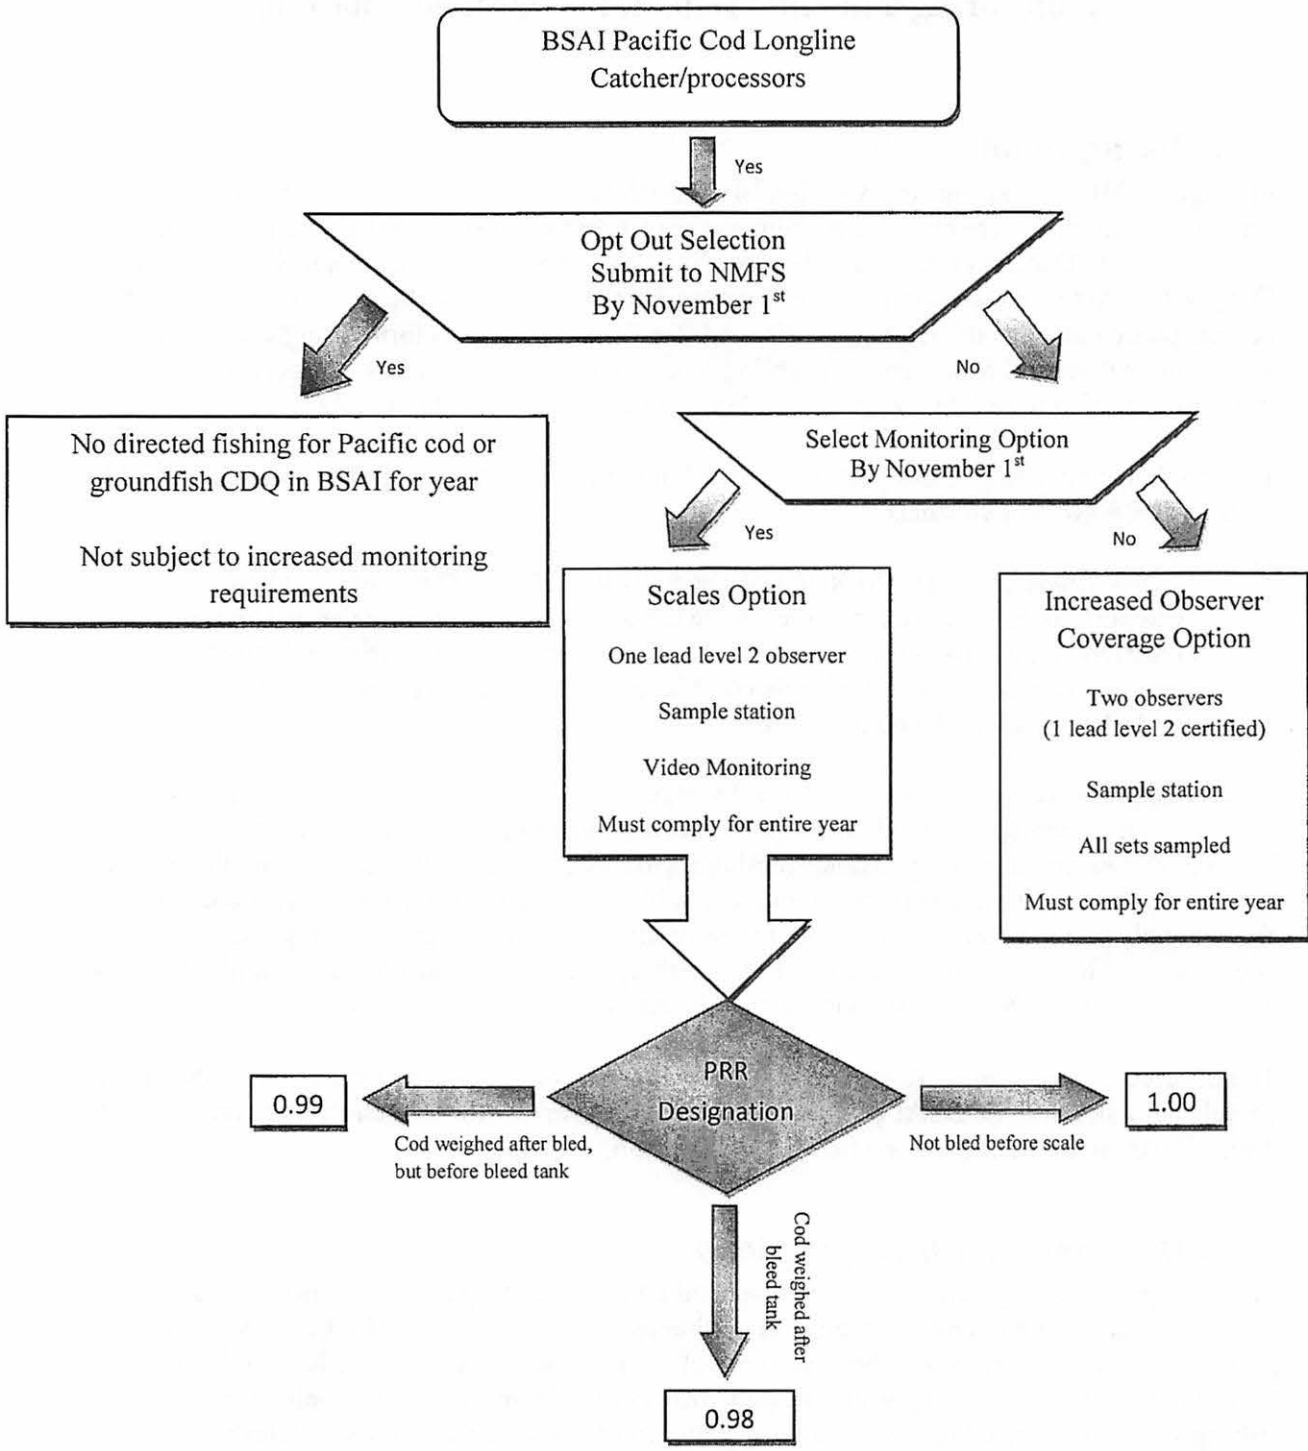 BSAI Pacific Cod Longline
Catcher/processors
Yes
Opt Out Selection
Submit to NMFS
By November 1st
Yes
No
No directed fishing for Pacific cod or
groundfish CDQ in BSAI for year
Not subject to increased monitoring
requirements
Select Monitoring Option
By November 1st
Yes
No
Scales Option
One lead level 2 observer
Sample station
Video Monitoring
Must comply for entire year
Increased Observer
Coverage Option
Two observers
(1 lead level 2 certified)
Sample station
All sets sampled
Must comply for entire year
PRR
Designation
0.99
Cod weighed after bled,
but before bleed tank
1.00
Not bled before scale
Cod weighed after
bleed tank
0.98